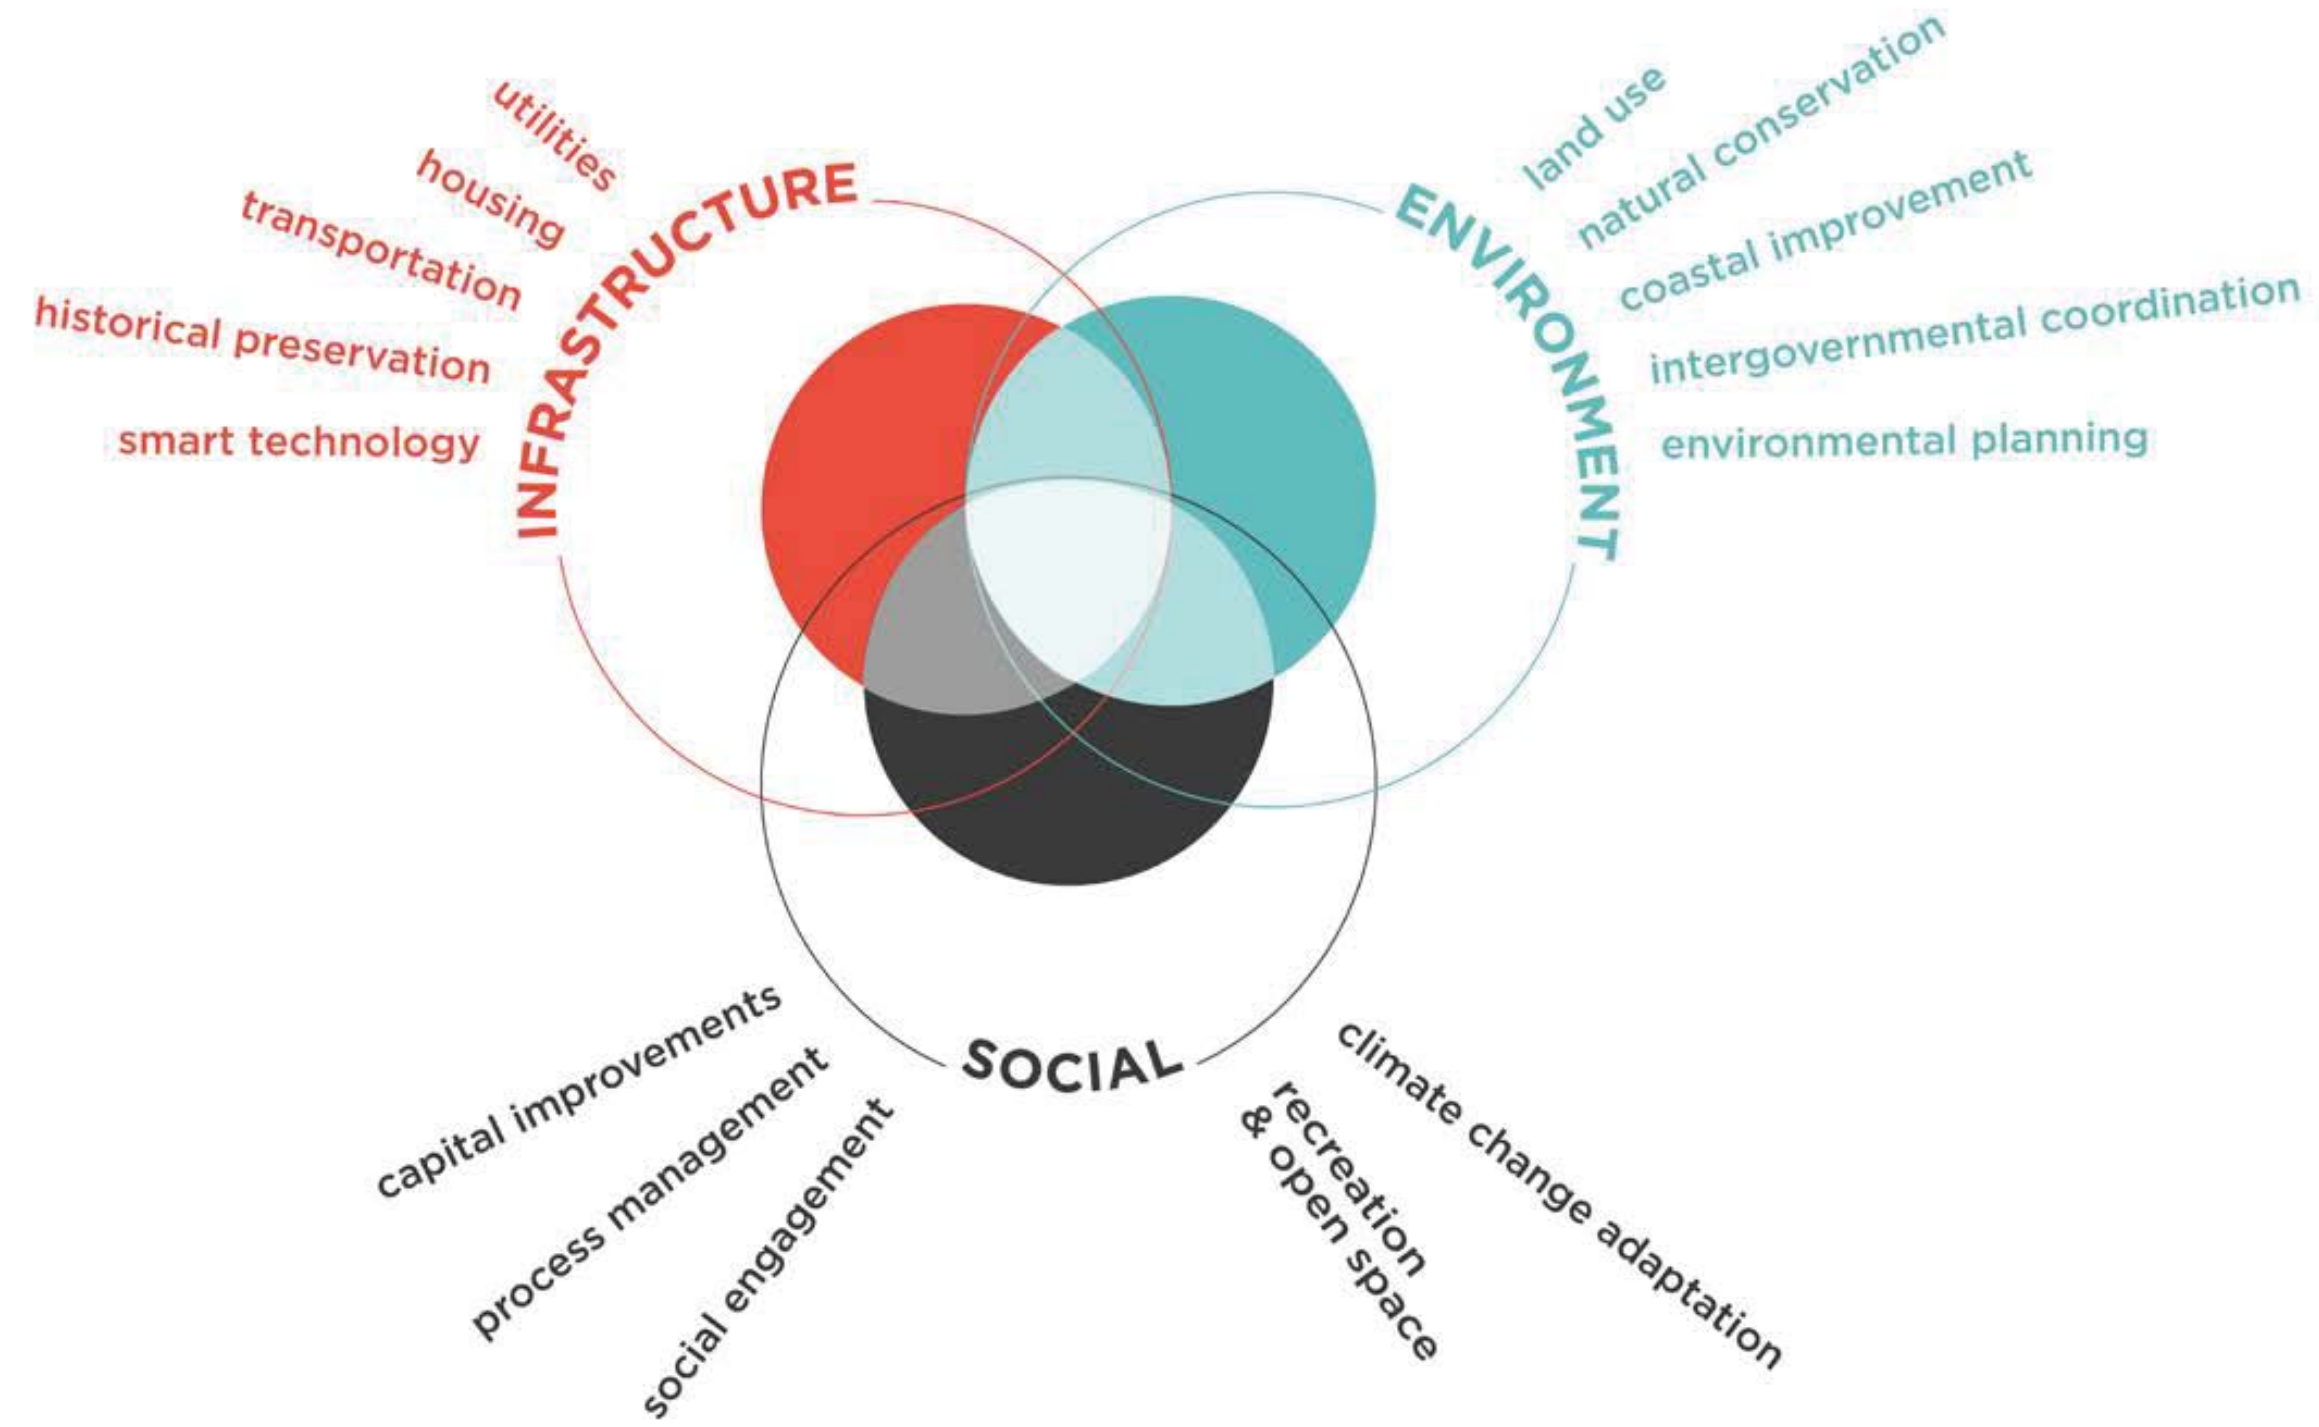 utilities
housing
transportation
historical preservation
smart technology
INFRASTRUCTURE
ENVIRONMENT
land use
natural conservation
coastal improvement
intergovernmental coordination
environmental planning
SOCIAL
capital improvements
process management
social engagement
recreation
& open space
climate change adaptation